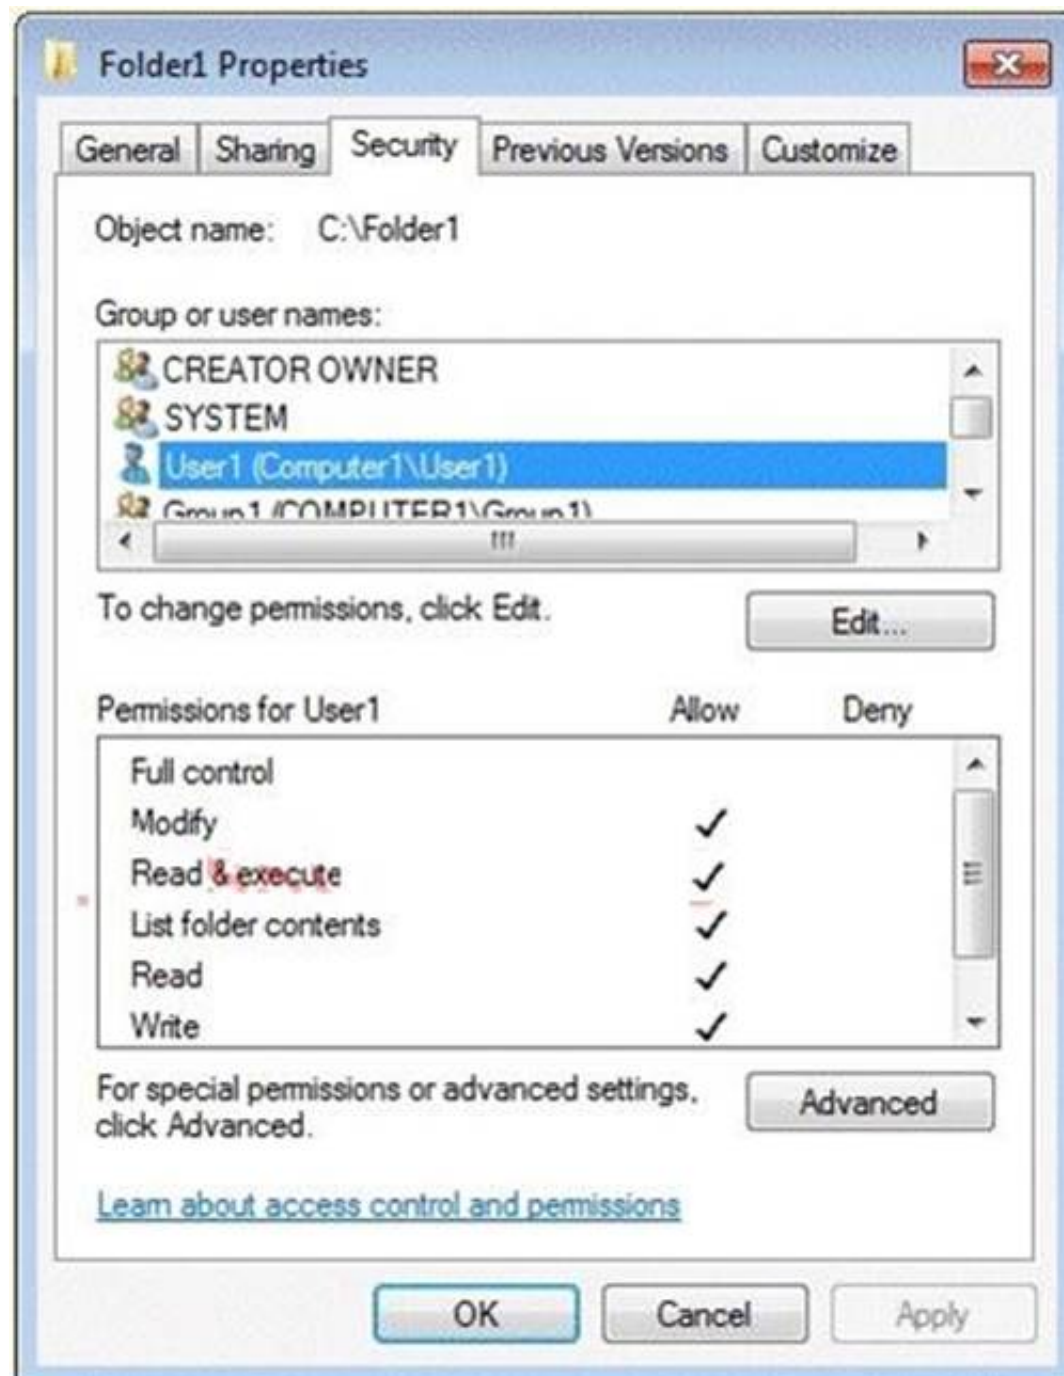 Folder1 Properties
General Sharing Security Previous Versions Customize
Object name: C:\Folder1
Group or user names:
CREATOR OWNER
SYSTEM
User1 (Computer1\User1)
Group1 (COMPUTER1\Group1)
To change permissions, click Edit.
Edit...
Permissions for User1 Allow Deny
Full control
Modify
Read & execute
List folder contents
Read
Write
For special permissions or advanced settings,
click Advanced.
Advanced
Learn about access control and permissions
OK Cancel Apply